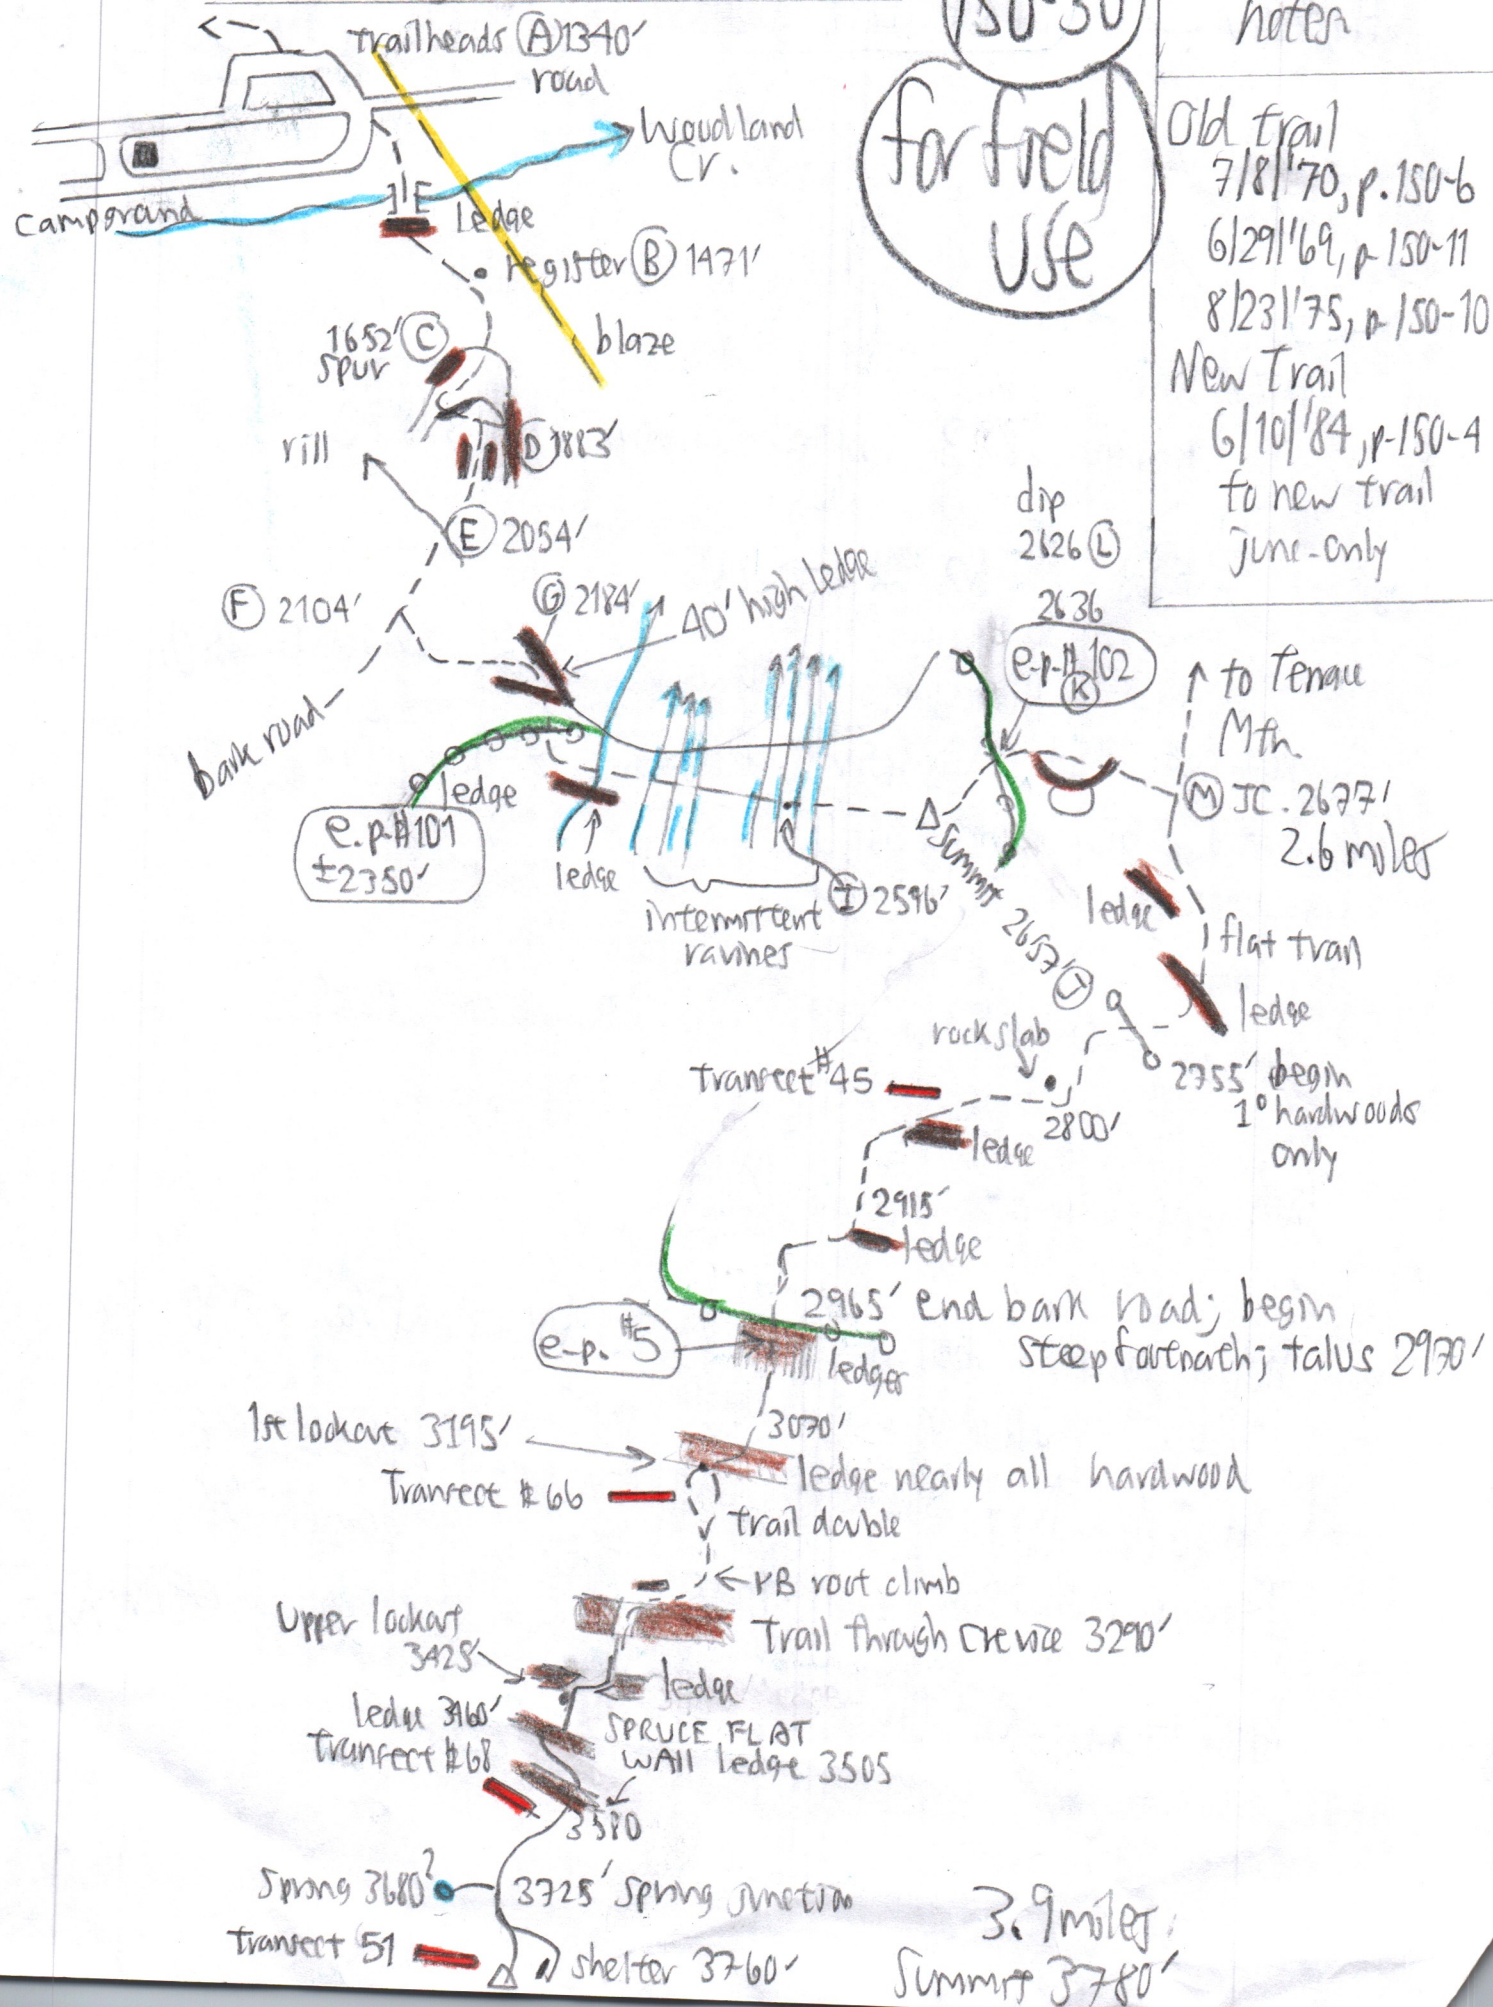 trailheads (A) 1340'
road
Woodland
Cr.
campground
ledge
register (B) 1471'
1652' (C)
spur
blaze
rill
(D) 1883'
(E) 2054'
(F) 2104'
(G) 2184'
40' high ledge
bark road
ledge
e.p.#101
±2350'
ledge
intermittent
ravines
(I) 2596'
150-30
for field
use
notes
Old trail
7/8/'70, p.150-6
6/29/'69, p-150-11
8/23/'75, p-150-10
New Trail
6/10/'84, p-150-4
to new trail
june-only
dip
2626 (L)
2636
e-p-#102
(K)
to
Mtn
(M) Jc. 2677'
2.6 miles
Summit 2657' (J)
ledge
flat trail
ledge
rockslab
2755' begin
1° hardwoods
only
transect #45
2800'
ledge
2915'
ledge
2965' end bark road; begin
steep footpath; talus 2970'
e-p. #5
ledges
3070'
1st lookout 3195'
ledge nearly all hardwood
Transect #66
trail double
YB root climb
Trail through crevice 3290'
Upper lookout
3425'
ledge
ledge 3460'
SPRUCE FLAT
Transect #68
WAll ledge 3505
3580
Spring 3680?
3725' spring junction
transect 51
shelter 3760'
3.9 miles
Summit 3780'